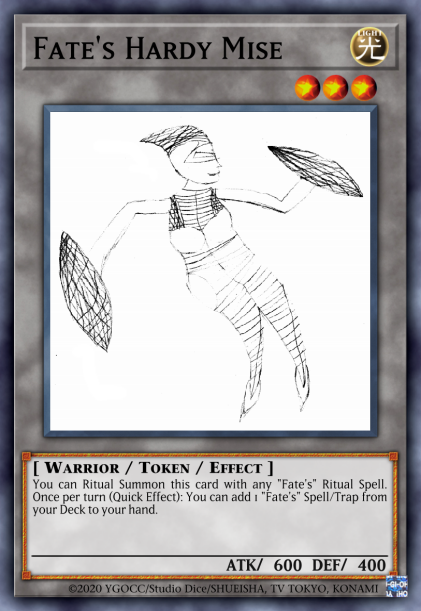 FATE'S HARDY MISE
LIGHT
光
[ WARRIOR / TOKEN / EFFECT ]
You can Ritual Summon this card with any "Fate's" Ritual Spell.
Once per turn (Quick Effect): You can add 1 "Fate's" Spell/Trap from
your Deck to your hand.
ATK/ 600 DEF/ 400
©2020 YGOCC/Studio Dice/SHUEISHA, TV TOKYO, KONAMI